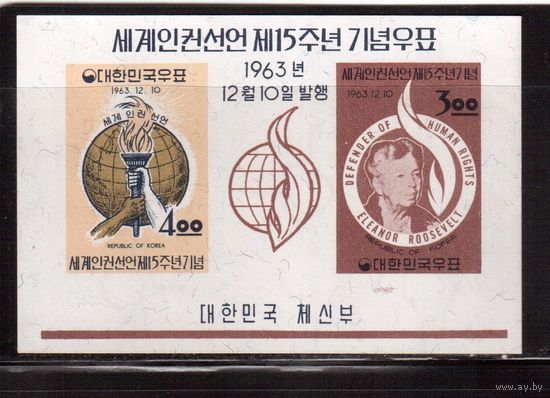 세계인권선언 제15주년 기념우표
대한민국우표
1963. 12. 10
세계 인권 선언
4.00
REPUBLIC OF KOREA
세계인권선언제15주년기념
1963 년
12월 10일 발행
세계인권선언제15주년기념
1963.12.10
3.00
DEFENDER OF HUMAN RIGHTS
ELEANOR ROOSEVELT
REPUBLIC OF KOREA
대한민국우표
대한민국 체신부
www.ay.by